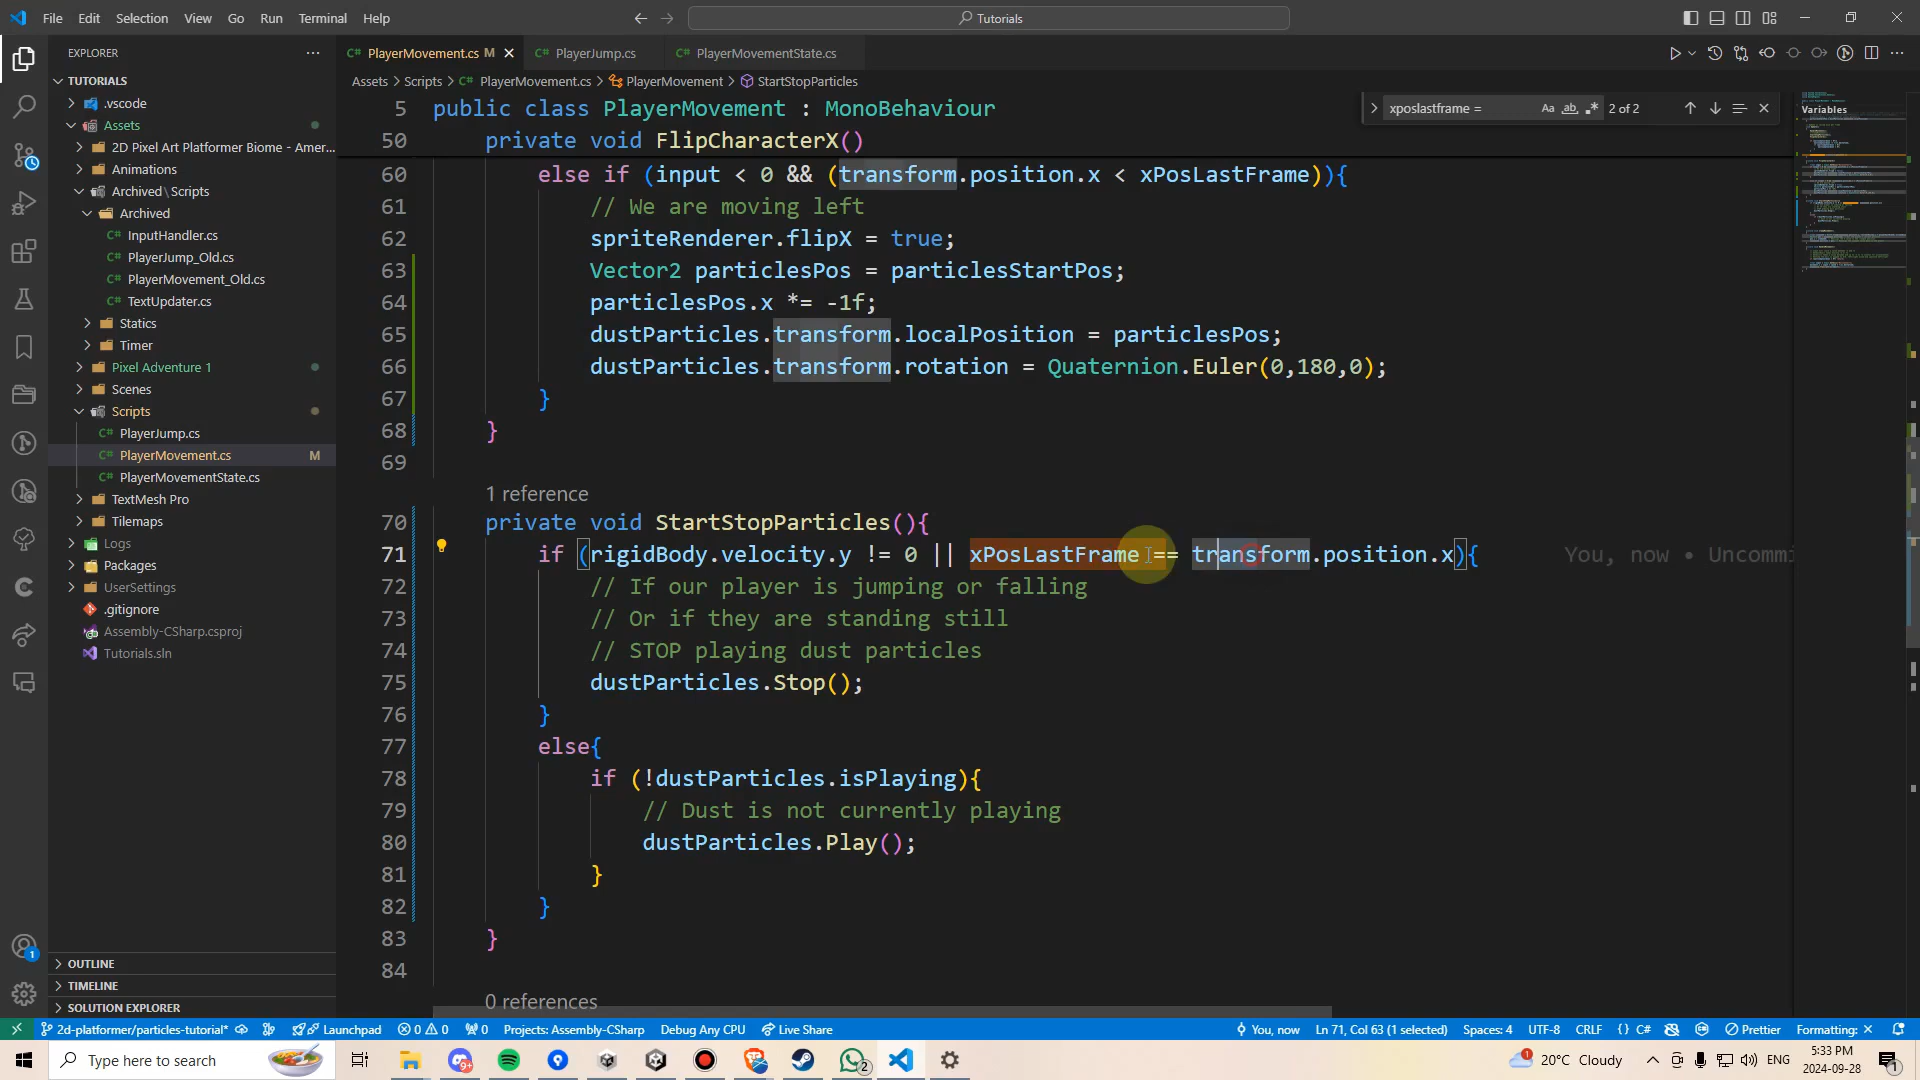 File Edit Selection View Go Run Terminal Help
Tutorials
EXPLORER
TUTORIALS
.vscode
Assets
2D Pixel Art Platformer Biome - Amer...
Animations
Archived\Scripts
Archived
InputHandler.cs
PlayerJump_Old.cs
PlayerMovement_Old.cs
TextUpdater.cs
Statics
Timer
Pixel Adventure 1
Scenes
Scripts
PlayerJump.cs
PlayerMovement.cs M
PlayerMovementState.cs
TextMesh Pro
Tilemaps
Logs
Packages
UserSettings
.gitignore
Assembly-CSharp.csproj
Tutorials.sln
OUTLINE
TIMELINE
SOLUTION EXPLORER
C# PlayerMovement.cs M C# PlayerJump.cs C# PlayerMovementState.cs
Assets > Scripts > C# PlayerMovement.cs > PlayerMovement > StartStopParticles
xposlastframe = Aa ab .* 2 of 2
Variables
5 public class PlayerMovement : MonoBehaviour
50 private void FlipCharacterX()
60 else if (input < 0 && (transform.position.x < xPosLastFrame)){
61 // We are moving left
62 spriteRenderer.flipX = true;
63 Vector2 particlesPos = particlesStartPos;
64 particlesPos.x *= -1f;
65 dustParticles.transform.localPosition = particlesPos;
66 dustParticles.transform.rotation = Quaternion.Euler(0,180,0);
67 }
68 }
69
1 reference
70 private void StartStopParticles(){
71 if (rigidBody.velocity.y != 0 || xPosLastFrame == transform.position.x){ You, now • Uncommi
72 // If our player is jumping or falling
73 // Or if they are standing still
74 // STOP playing dust particles
75 dustParticles.Stop();
76 }
77 else{
78 if (!dustParticles.isPlaying){
79 // Dust is not currently playing
80 dustParticles.Play();
81 }
82 }
83 }
84
0 references
2d-platformer/particles-tutorial* Launchpad 0 0 0 Projects: Assembly-CSharp Debug Any CPU Live Share You, now Ln 71, Col 63 (1 selected) Spaces: 4 UTF-8 CRLF { } C# Prettier Formatting: ×
Type here to search 9+ 2 1 20°C Cloudy ENG 5:33 PM 2024-09-28 1